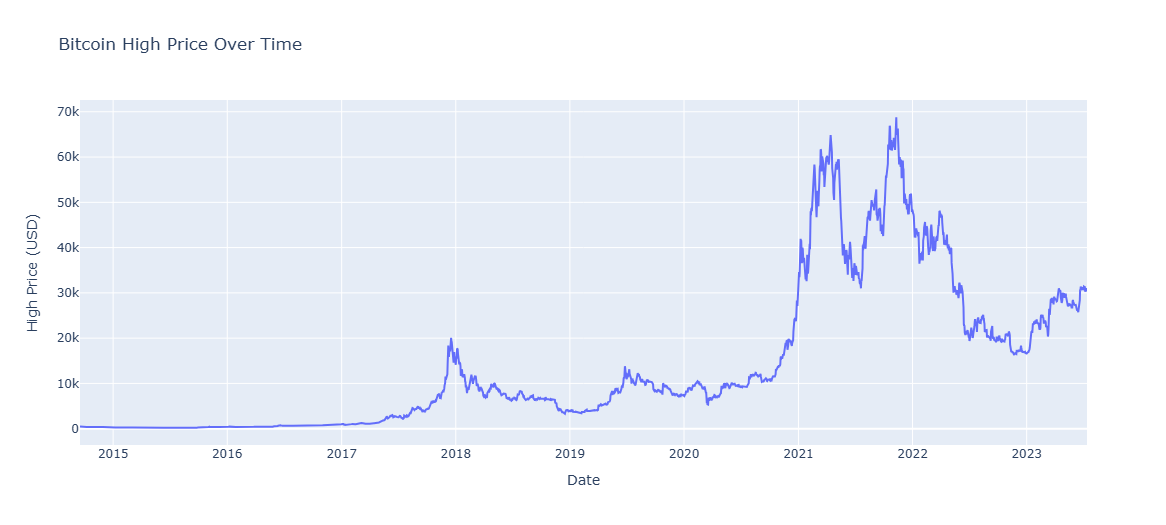 Bitcoin High Price Over Time
High Price (USD)
70k
60k
50k
40k
30k
20k
10k
0
2015 2016 2017 2018 2019 2020 2021 2022 2023
Date